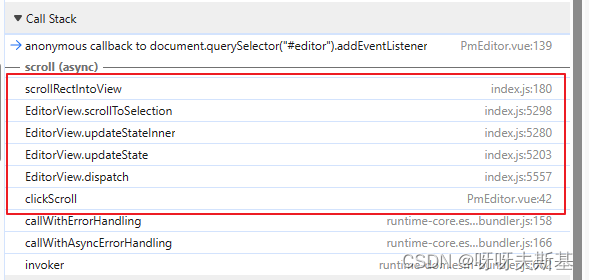 Call Stack
anonymous callback to document.querySelector("#editor").addEventListener PmEditor.vue:139
scroll (async)
scrollRectIntoView index.js:180
EditorView.scrollToSelection index.js:5298
EditorView.updateStateInner index.js:5280
EditorView.updateState index.js:5203
EditorView.dispatch index.js:5557
clickScroll PmEditor.vue:42
callWithErrorHandling runtime-core.es...bundler.js:158
callWithAsyncErrorHandling runtime-core.es...bundler.js:166
invoker
CSDN @呀呀夫斯基